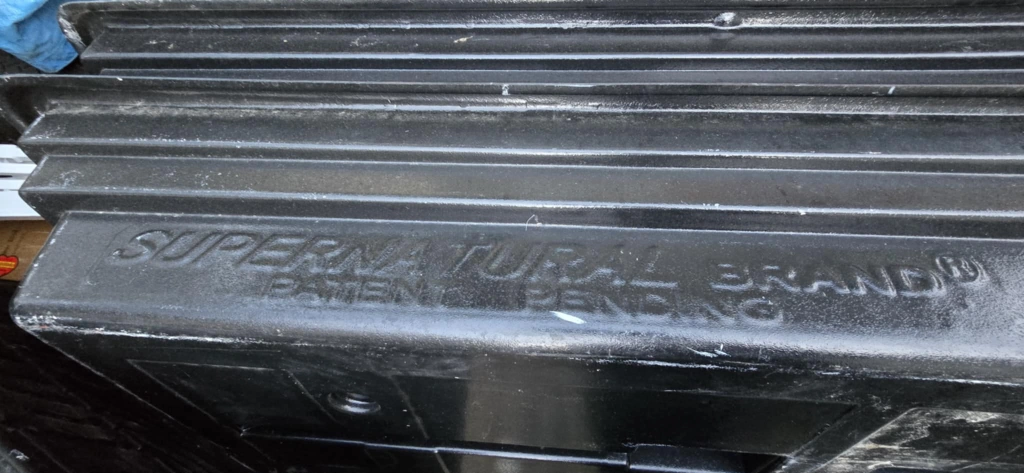 SUPERNATURAL BRAND®
PATENT PENDING